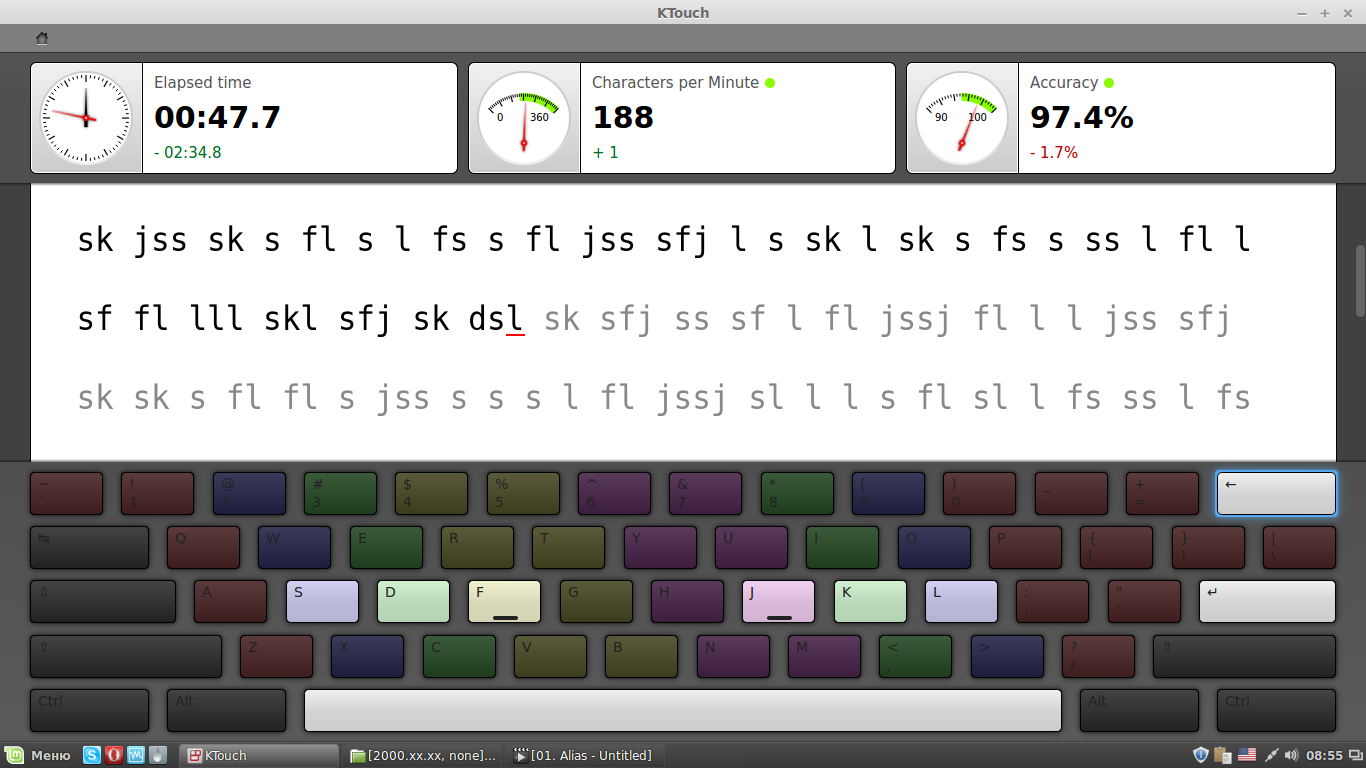 KTouch
Elapsed time
00:47.7
- 02:34.8
0 360
Characters per Minute
188
+ 1
90 100
Accuracy
97.4%
- 1.7%
sk jss sk s fl s l fs s fl jss sfj l s sk l sk s fs s ss l fl l
sf fl lll skl sfj sk dsl sk sfj ss sf l fl jssj fl l l jss sfj
sk sk s fl fl s jss s s s l fl jssj sl l l s fl sl l fs ss l fs
~ ! @ # $ % ^ & * ( ) _ + ←
` 1 2 3 4 5 6 7 8 9 0 - =
↹ Q W E R T Y U I O P { } |
[ ] \
⇩ A S D F G H J K L : " ↵
; '
⇧ Z X C V B N M < > ? ⇧
, . /
Ctrl Alt Alt Ctrl
Меню KTouch [2000.xx.xx, none]... [01. Alias - Untitled] 08:55